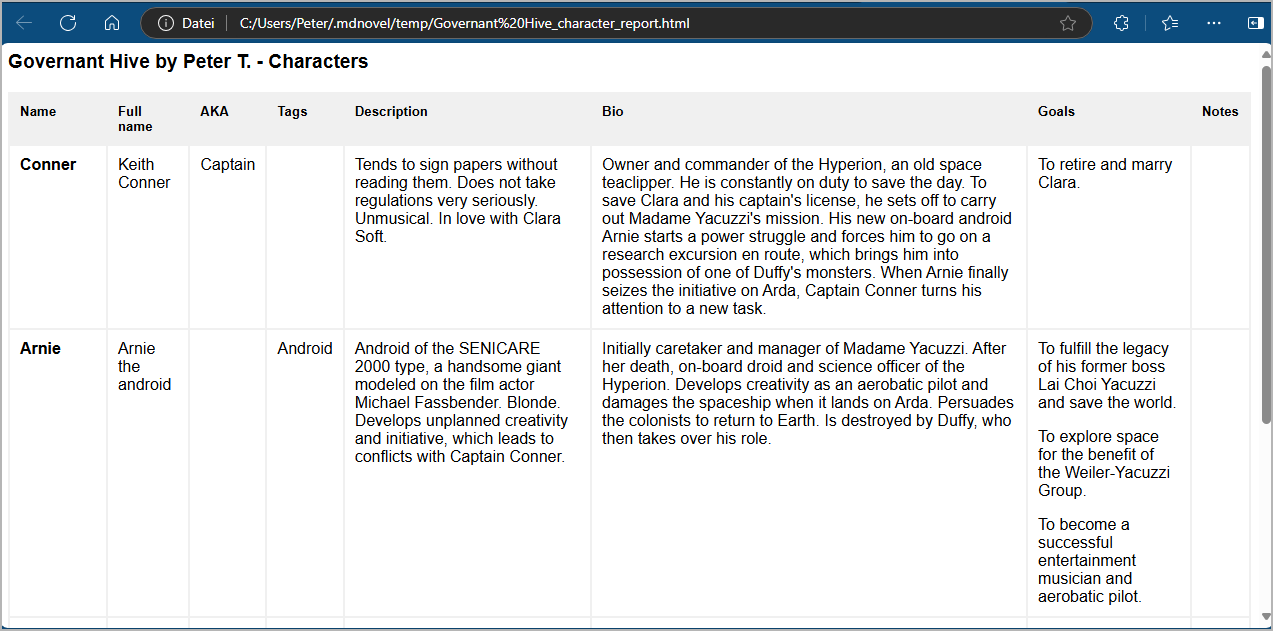 Datei C:/Users/Peter/.mdnovel/temp/Governant%20Hive_character_report.html
Governant Hive by Peter T. - Characters
Name Full name AKA Tags Description Bio Goals Notes
Conner
Keith
Conner
Captain
Tends to sign papers without
reading them. Does not take
regulations very seriously.
Unmusical. In love with Clara
Soft.
Owner and commander of the Hyperion, an old space
teaclipper. He is constantly on duty to save the day. To
save Clara and his captain's license, he sets off to carry
out Madame Yacuzzi's mission. His new on-board android
Arnie starts a power struggle and forces him to go on a
research excursion en route, which brings him into
possession of one of Duffy's monsters. When Arnie finally
seizes the initiative on Arda, Captain Conner turns his
attention to a new task.
To retire and marry
Clara.
Arnie
Arnie
the
android
Android
Android of the SENICARE
2000 type, a handsome giant
modeled on the film actor
Michael Fassbender. Blonde.
Develops unplanned creativity
and initiative, which leads to
conflicts with Captain Conner.
Initially caretaker and manager of Madame Yacuzzi. After
her death, on-board droid and science officer of the
Hyperion. Develops creativity as an aerobatic pilot and
damages the spaceship when it lands on Arda. Persuades
the colonists to return to Earth. Is destroyed by Duffy, who
then takes over his role.
To fulfill the legacy
of his former boss
Lai Choi Yacuzzi
and save the world.
To explore space
for the benefit of
the Weiler-Yacuzzi
Group.
To become a
successful
entertainment
musician and
aerobatic pilot.